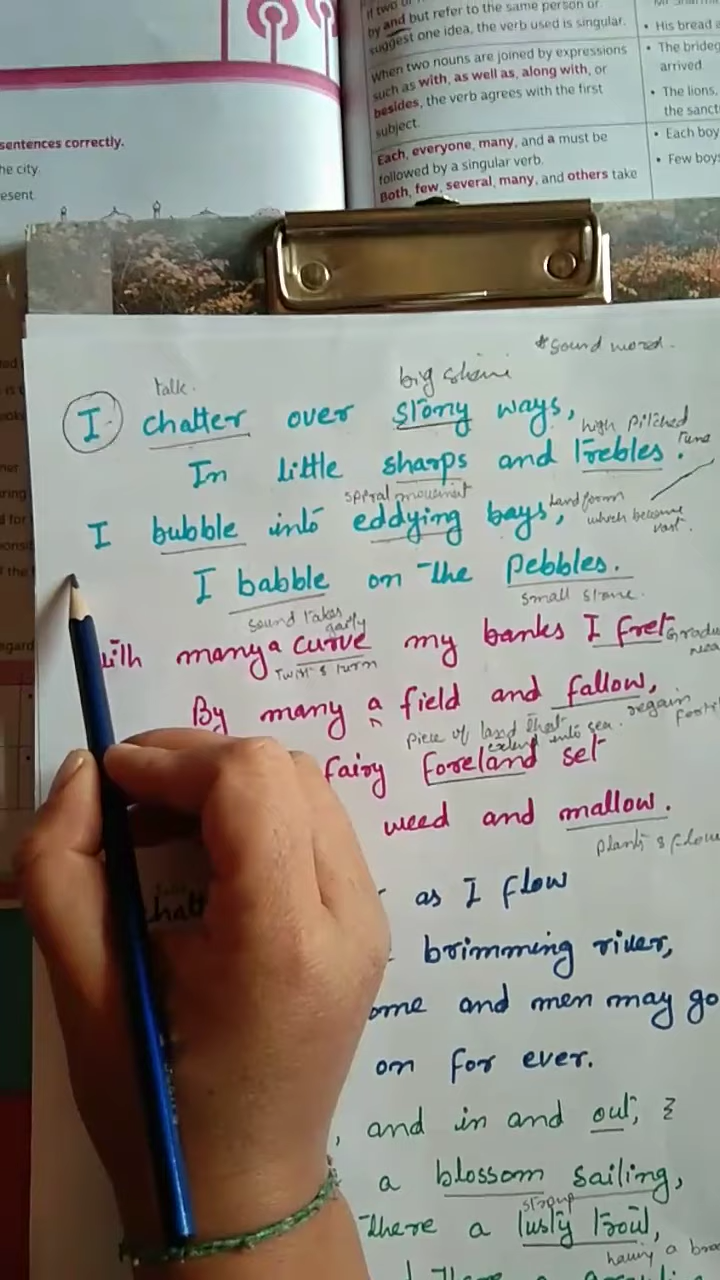 If two
by and but refer to the same person or
suggest one idea, the verb used is singular.
• His bread
When two nouns are joined by expressions
such as with, as well as, along with, or
besides, the verb agrees with the first
subject.
• The brideg
arrived
• The lions,
the sanct
Each, everyone, many, and a must be
followed by a singular verb.
Both, few, several, many, and others take
• Each boy
• Few boys
sentences correctly.
he city.
esent.
*Sound word.
talk.
big stone
I chatter over stony ways,
high pitched
tune
In little sharps and trebles.
spiral movement
land form
which become
vast.
I bubble into eddying bays,
I babble on the Pebbles.
small stone.
sound takes
With many a curve my banks I fret
Twist & turn
By many a field and fallow,
Piece of land that
extend into sea.
regain
fairy foreland set
weed and mallow.
Plants & flow
chatt
as I flow
brimming river,
ome and men may go
on for ever.
, and in and out,
a blossom sailing,
strong
there a lusty trout,